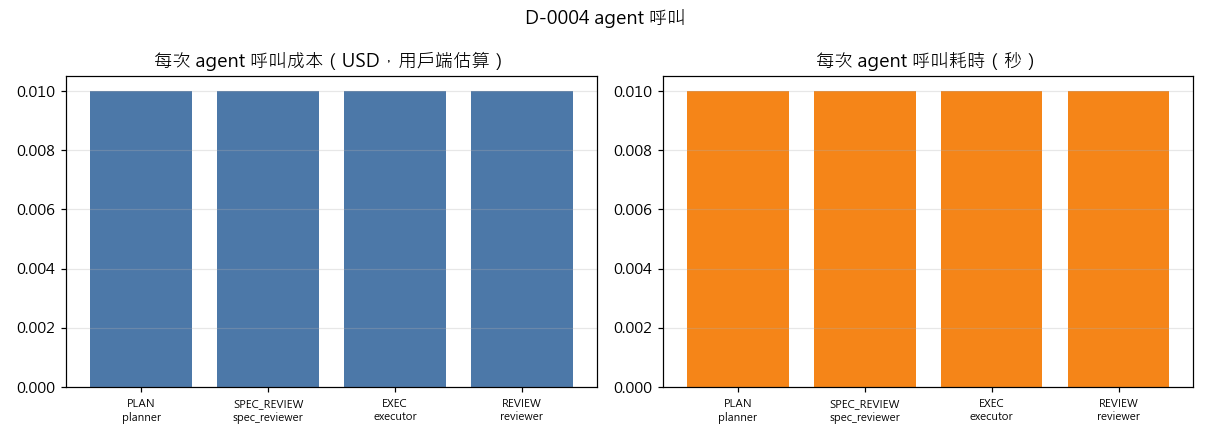 D-0004 agent 呼叫
每次 agent 呼叫成本（USD，用戶端估算）
0.010
0.008
0.006
0.004
0.002
0.000
PLAN
planner
SPEC_REVIEW
spec_reviewer
EXEC
executor
REVIEW
reviewer
每次 agent 呼叫耗時（秒）
0.010
0.008
0.006
0.004
0.002
0.000
PLAN
planner
SPEC_REVIEW
spec_reviewer
EXEC
executor
REVIEW
reviewer